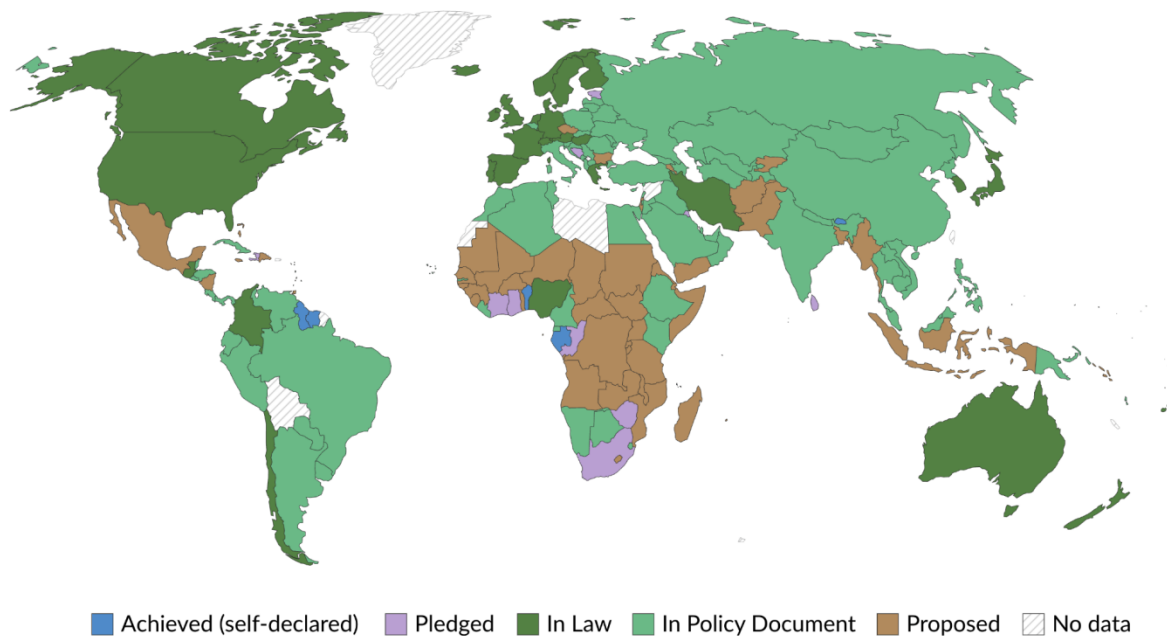 Achieved (self-declared) Pledged In Law In Policy Document Proposed No data